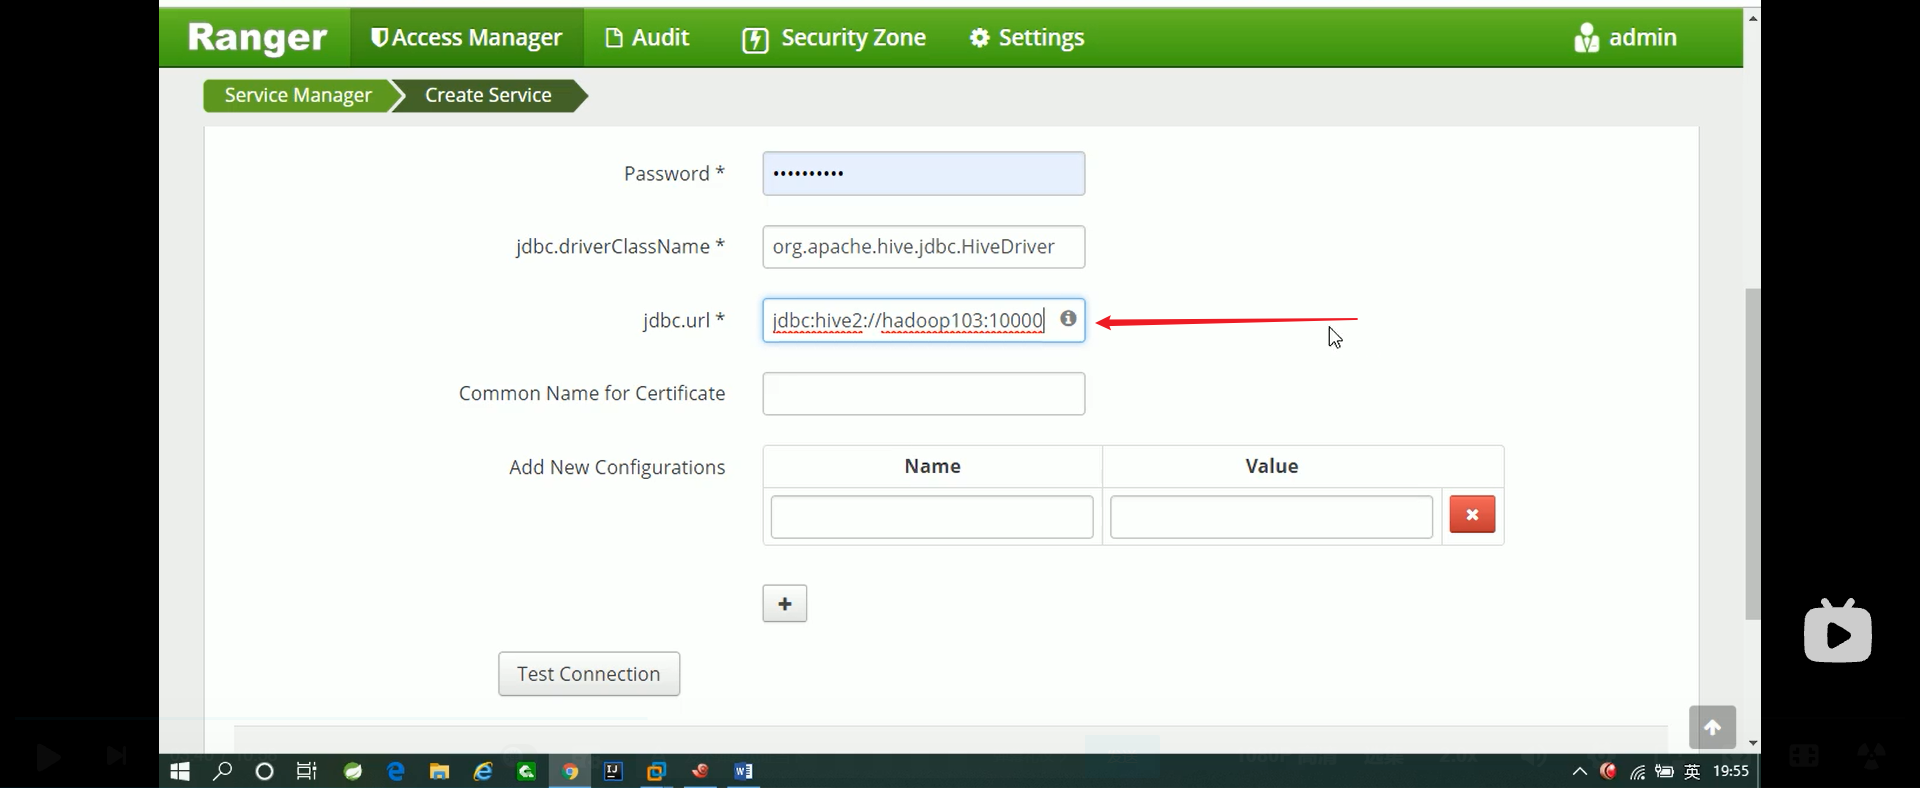 Ranger Access Manager Audit Security Zone Settings admin
Service Manager Create Service
Password * ••••••••••
jdbc.driverClassName * org.apache.hive.jdbc.HiveDriver
jdbc.url * jdbc:hive2://hadoop103:10000
Common Name for Certificate
Add New Configurations Name Value
+
Test Connection
英 19:55